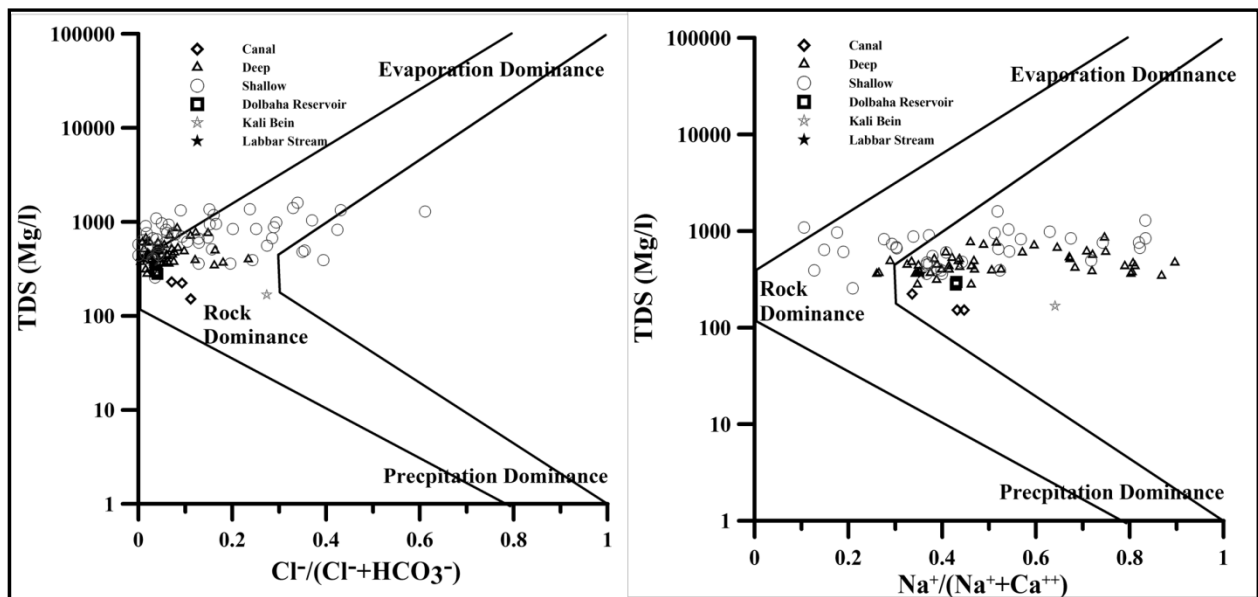 100000
10000
1000
100
10
1
TDS (Mg/l)
Canal
Deep
Shallow
Dolbaha Reservoir
Kali Bein
Labbar Stream
Evaporation Dominance
Rock
Dominance
Precpitation Dominance
0
0.2
0.4
0.6
0.8
1
Cl⁻/(Cl⁻+HCO₃⁻)
100000
10000
1000
100
10
1
TDS (Mg/l)
Canal
Deep
Shallow
Dolbaha Reservoir
Kali Bein
Labbar Stream
Evaporation Dominance
Rock
Dominance
Precpitation Dominance
0
0.2
0.4
0.6
0.8
1
Na⁺/(Na⁺+Ca⁺⁺)